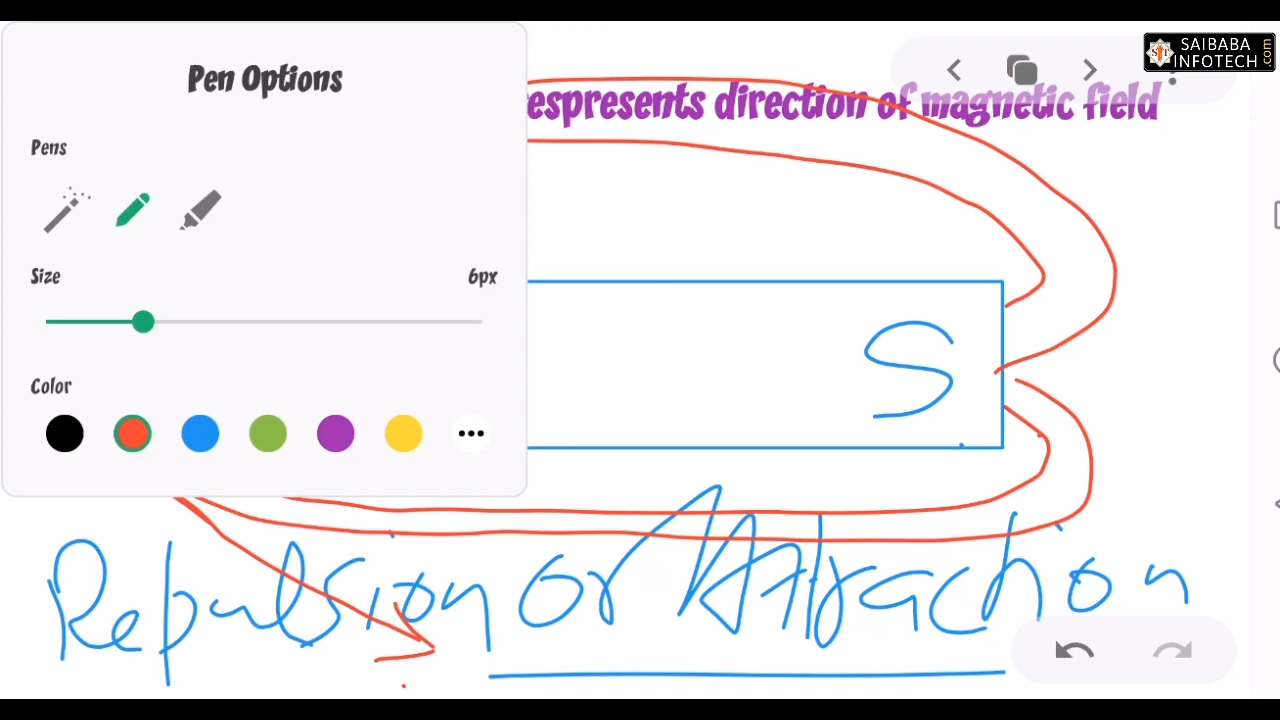 SAIBABA
INFOTECH.com
Pen Options
espresents direction of magnetic field
Pens
Size
6px
S
Color
Repulsion or Attraction